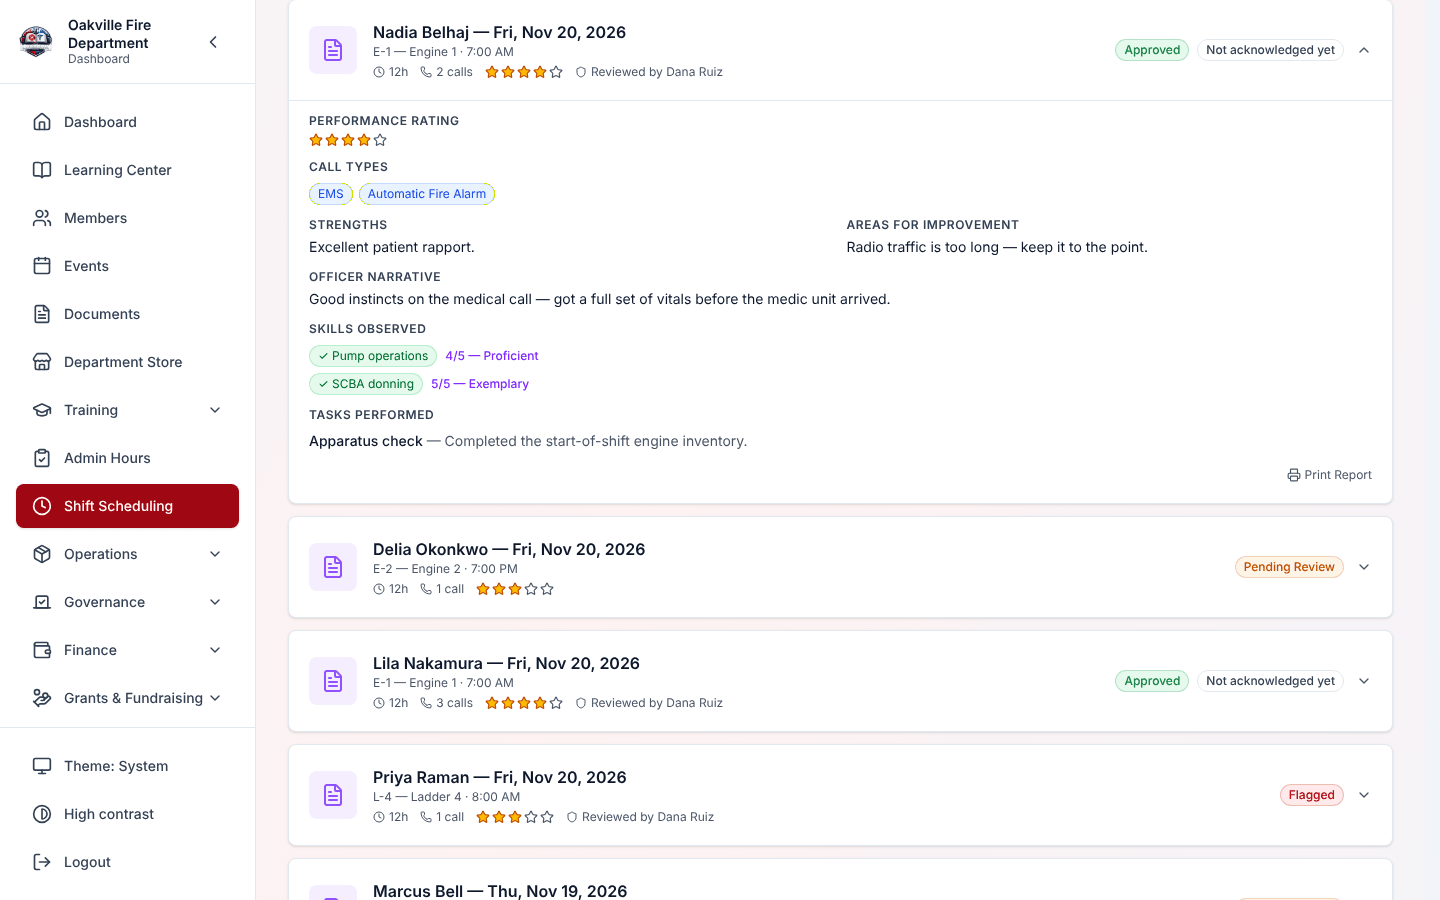 Oakville Fire
Department
Dashboard
Dashboard
Learning Center
Members
Events
Documents
Department Store
Training
Admin Hours
Shift Scheduling
Operations
Governance
Finance
Grants & Fundraising
Theme: System
High contrast
Logout
Nadia Belhaj — Fri, Nov 20, 2026
E-1 — Engine 1 · 7:00 AM
12h 2 calls Reviewed by Dana Ruiz
Approved Not acknowledged yet
PERFORMANCE RATING
CALL TYPES
EMS Automatic Fire Alarm
STRENGTHS
Excellent patient rapport.
AREAS FOR IMPROVEMENT
Radio traffic is too long — keep it to the point.
OFFICER NARRATIVE
Good instincts on the medical call — got a full set of vitals before the medic unit arrived.
SKILLS OBSERVED
✓ Pump operations 4/5 — Proficient
✓ SCBA donning 5/5 — Exemplary
TASKS PERFORMED
Apparatus check — Completed the start-of-shift engine inventory.
Print Report
Delia Okonkwo — Fri, Nov 20, 2026
E-2 — Engine 2 · 7:00 PM
12h 1 call
Pending Review
Lila Nakamura — Fri, Nov 20, 2026
E-1 — Engine 1 · 7:00 AM
12h 3 calls Reviewed by Dana Ruiz
Approved Not acknowledged yet
Priya Raman — Fri, Nov 20, 2026
L-4 — Ladder 4 · 8:00 AM
12h 1 call Reviewed by Dana Ruiz
Flagged
Marcus Bell — Thu, Nov 19, 2026